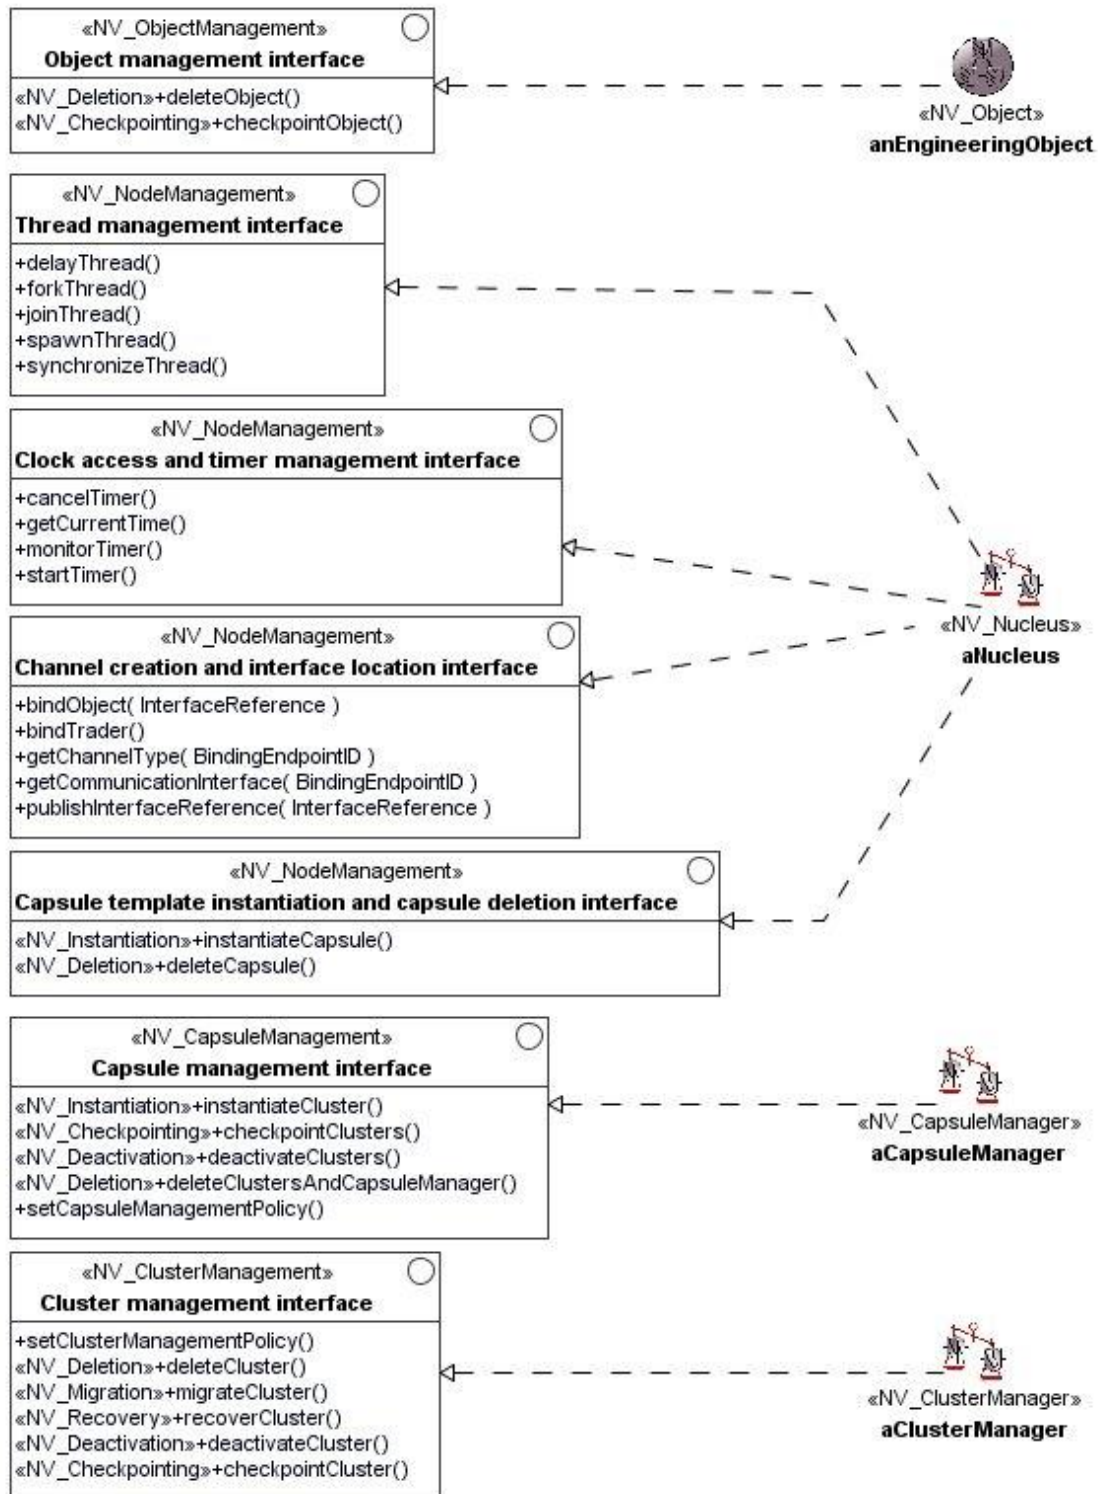 «NV_ObjectManagement»
Object management interface
«NV_Deletion»+deleteObject()
«NV_Checkpointing»+checkpointObject()
«NV_Object»
anEngineeringObject
«NV_NodeManagement»
Thread management interface
+delayThread()
+forkThread()
+joinThread()
+spawnThread()
+synchronizeThread()
«NV_NodeManagement»
Clock access and timer management interface
+cancelTimer()
+getCurrentTime()
+monitorTimer()
+startTimer()
«NV_Nucleus»
aNucleus
«NV_NodeManagement»
Channel creation and interface location interface
+bindObject( InterfaceReference )
+bindTrader()
+getChannelType( BindingEndpointID )
+getCommunicationInterface( BindingEndpointID )
+publishInterfaceReference( InterfaceReference )
«NV_NodeManagement»
Capsule template instantiation and capsule deletion interface
«NV_Instantiation»+instantiateCapsule()
«NV_Deletion»+deleteCapsule()
«NV_CapsuleManagement»
Capsule management interface
«NV_Instantiation»+instantiateCluster()
«NV_Checkpointing»+checkpointClusters()
«NV_Deactivation»+deactivateClusters()
«NV_Deletion»+deleteClustersAndCapsuleManager()
+setCapsuleManagementPolicy()
«NV_CapsuleManager»
aCapsuleManager
«NV_ClusterManagement»
Cluster management interface
+setClusterManagementPolicy()
«NV_Deletion»+deleteCluster()
«NV_Migration»+migrateCluster()
«NV_Recovery»+recoverCluster()
«NV_Deactivation»+deactivateCluster()
«NV_Checkpointing»+checkpointCluster()
«NV_ClusterManager»
aClusterManager